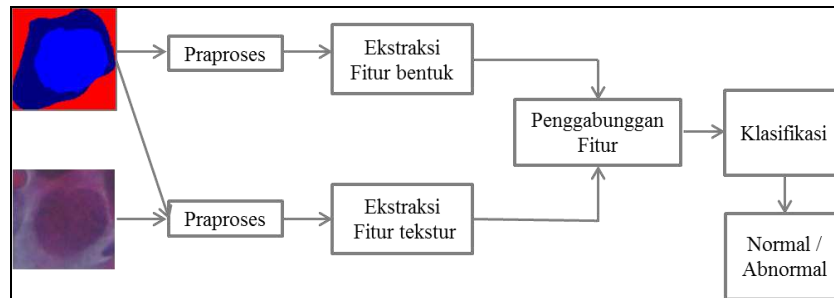 Praproses
Ekstraksi
Fitur bentuk
Penggabunggan
Fitur
Klasifikasi
Praproses
Ekstraksi
Fitur tekstur
Normal /
Abnormal